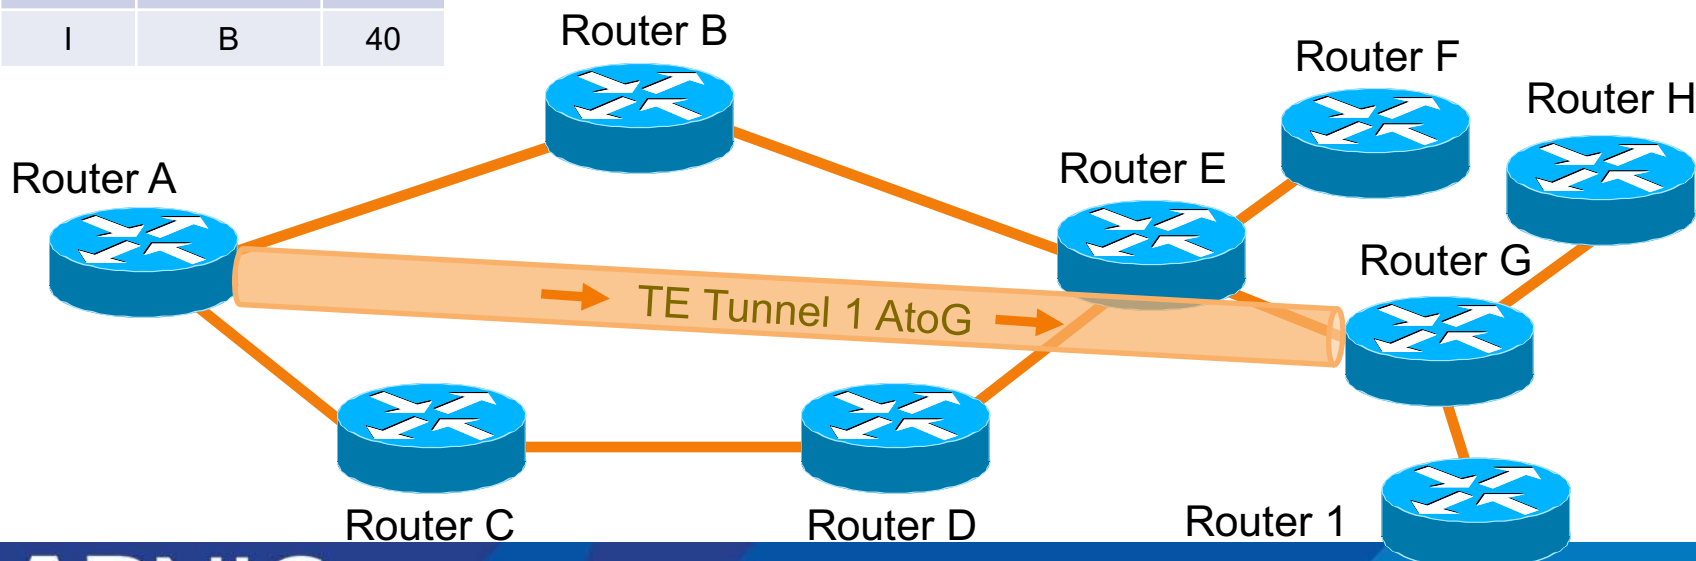 I B 40
Router B
Router F
Router H
Router E
Router A
Router G
TE Tunnel 1 AtoG
Router C
Router D
Router 1